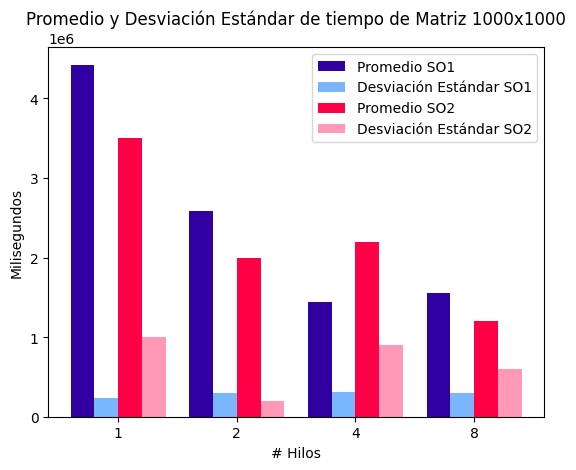 Promedio y Desviación Estándar de tiempo de Matriz 1000x1000
1e6
Promedio SO1
Desviación Estándar SO1
Promedio SO2
Desviación Estándar SO2
4
3
2
1
0
Milisegundos
1 2 4 8
# Hilos